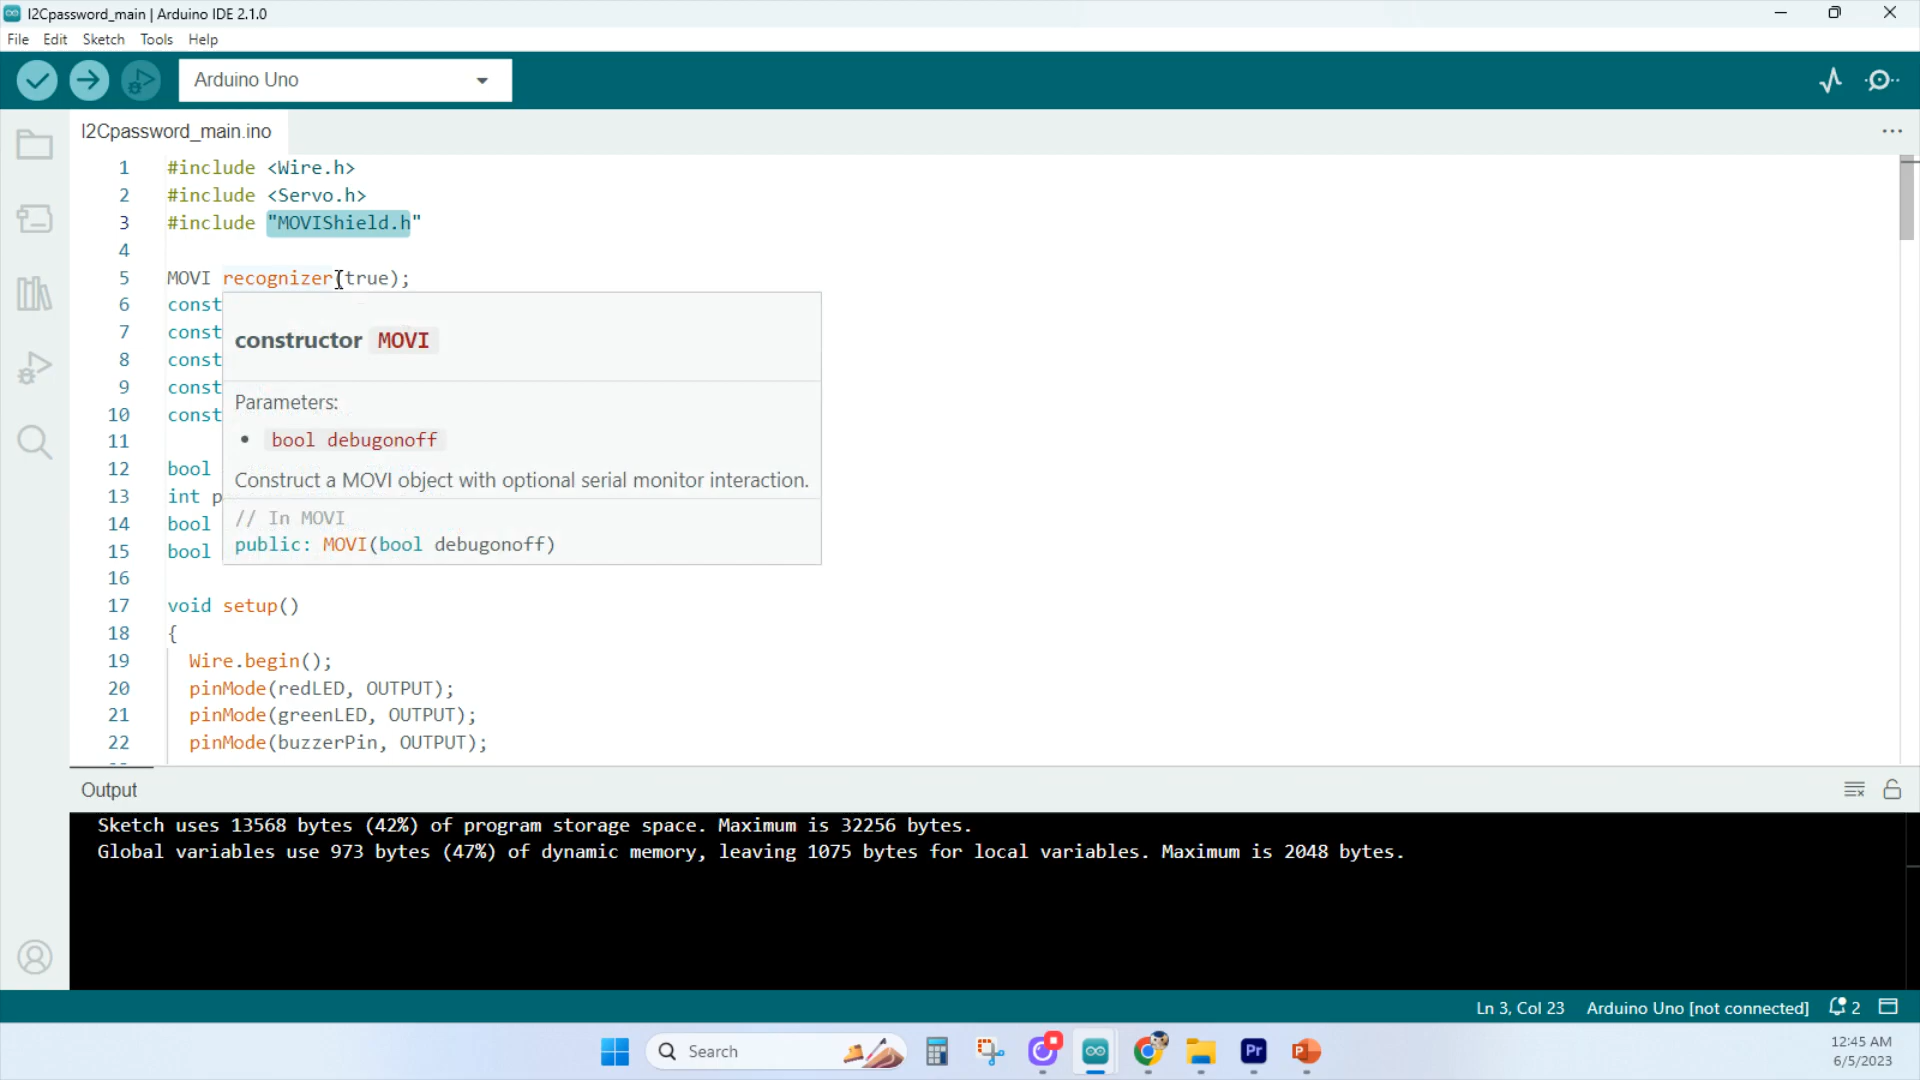 I2Cpassword_main | Arduino IDE 2.1.0
File Edit Sketch Tools Help
Arduino Uno
I2Cpassword_main.ino
1 #include <Wire.h>
2 #include <Servo.h>
3 #include "MOVIShield.h"
4
5 MOVI recognizer(true);
6 const
7 const
8 const
9 const
10 const
11
12 bool
13 int p
14 bool
15 bool
16
17 void setup()
18 {
19 Wire.begin();
20 pinMode(redLED, OUTPUT);
21 pinMode(greenLED, OUTPUT);
22 pinMode(buzzerPin, OUTPUT);
constructor MOVI
Parameters:
• bool debugonoff
Construct a MOVI object with optional serial monitor interaction.
// In MOVI
public: MOVI(bool debugonoff)
Output
Sketch uses 13568 bytes (42%) of program storage space. Maximum is 32256 bytes.
Global variables use 973 bytes (47%) of dynamic memory, leaving 1075 bytes for local variables. Maximum is 2048 bytes.
Ln 3, Col 23 Arduino Uno [not connected] 2
Search
Pr
P
12:45 AM
6/5/2023